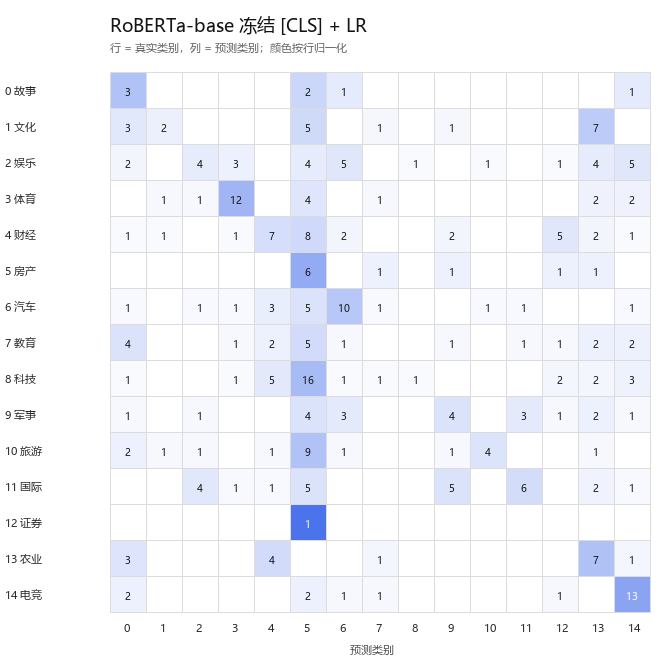 RoBERTa-base 冻结 [CLS] + LR
行 = 真实类别，列 = 预测类别；颜色按行归一化
0 故事 3 2 1 1
1 文化 3 2 5 1 1 7
2 娱乐 2 4 3 4 5 1 1 1 4 5
3 体育 1 1 12 4 1 2 2
4 财经 1 1 1 7 8 2 2 5 2 1
5 房产 6 1 1 1 1
6 汽车 1 1 1 3 5 10 1 1 1 1
7 教育 4 1 2 5 1 1 1 1 2 2
8 科技 1 1 5 16 1 1 1 2 2 3
9 军事 1 1 4 3 4 3 1 2 1
10 旅游 2 1 1 1 9 1 1 4 1
11 国际 4 1 1 5 5 6 2 1
12 证券 1
13 农业 3 4 1 7 1
14 电竞 2 2 1 1 1 13
0 1 2 3 4 5 6 7 8 9 10 11 12 13 14
预测类别